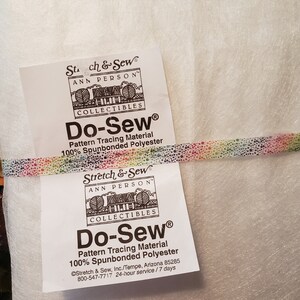 Stretch & Sew®
ANN PERSON
COLLECTIBLES
Do-Sew®
Pattern Tracing Material
100% Spunbonded Polyester
Stretch & Sew®
ANN PERSON
COLLECTIBLES
Do-Sew®
Pattern Tracing Material
100% Spunbonded Polyester
©Stretch & Sew, Inc./Tempe, Arizona 85285
800-547-7717 24-hour service / 7 days